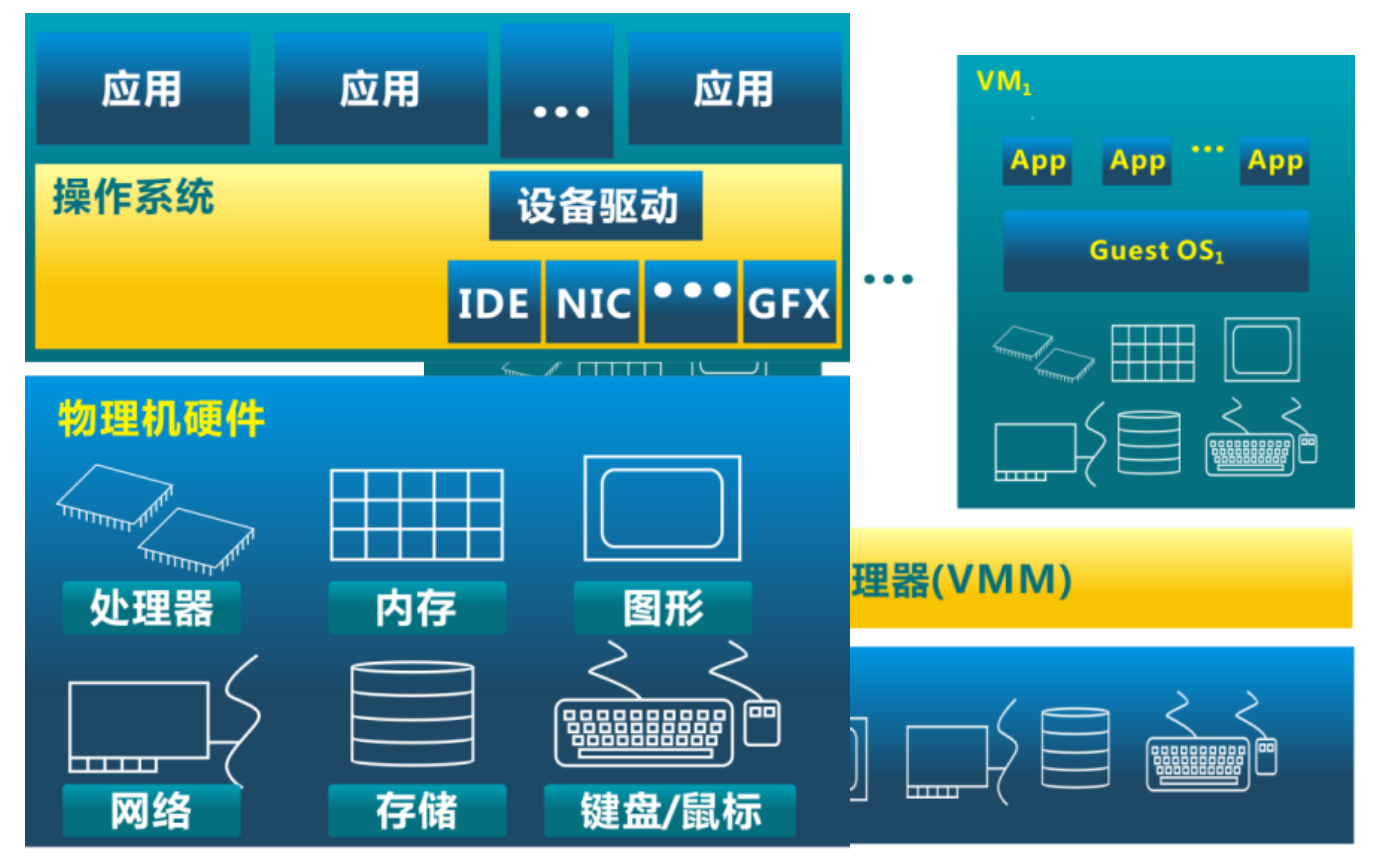 应用
应用
...
应用
操作系统
设备驱动
IDE
NIC
...
GFX
物理机硬件
处理器
内存
图形
网络
存储
键盘/鼠标
...
VM₁
App
App
...
App
Guest OS₁
理器(VMM)